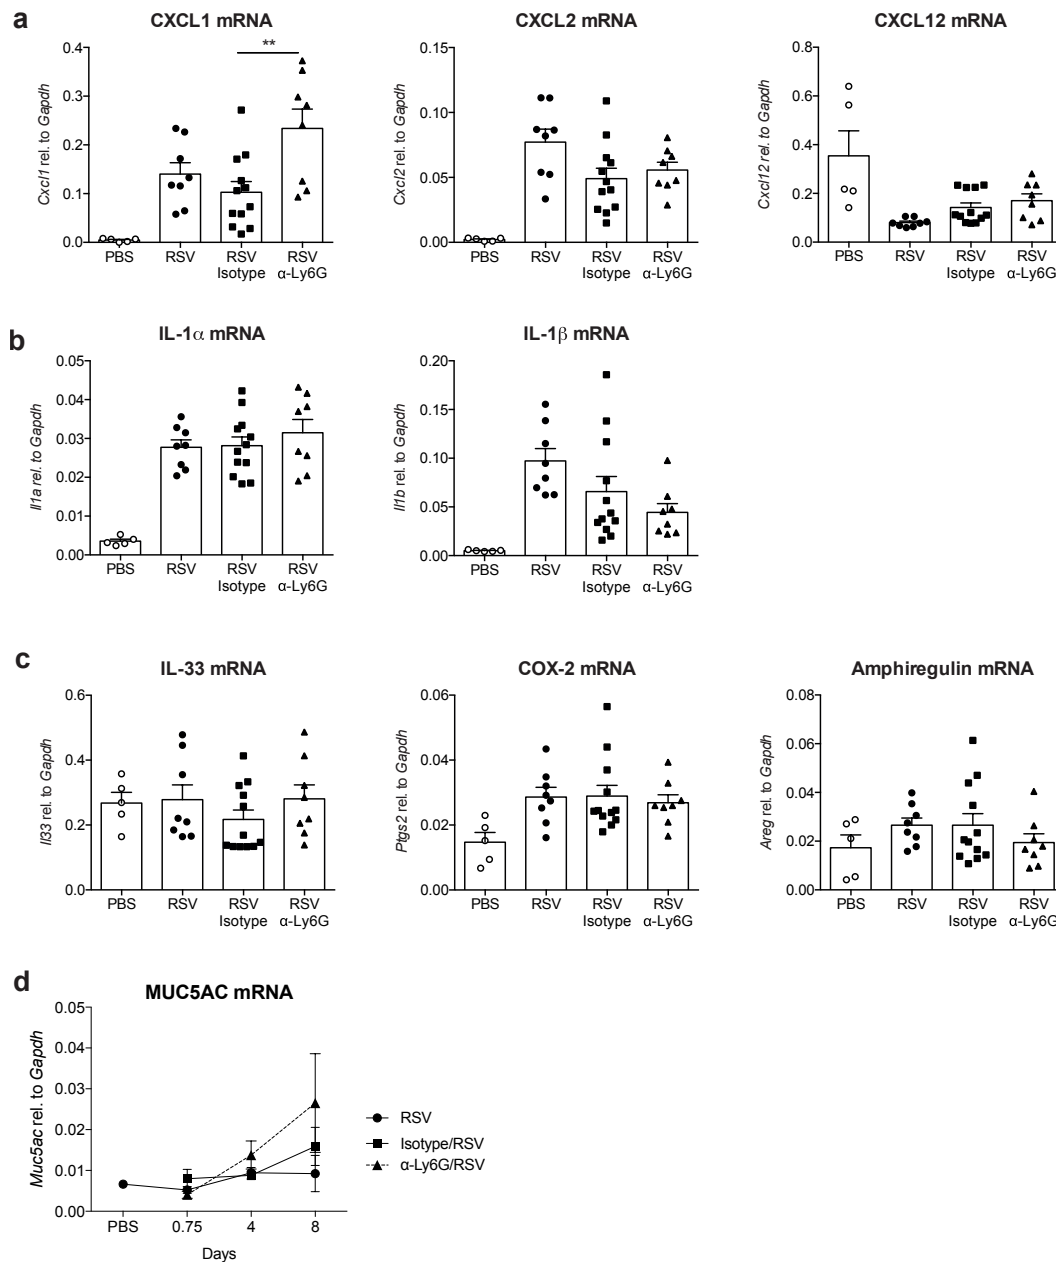 a
CXCL1 mRNA
CXCL2 mRNA
CXCL12 mRNA
Cxcl1 rel. to Gapdh
0.4
0.3
0.2
0.1
0.0
**
PBS
RSV
RSV Isotype
RSV α-Ly6G
Cxcl2 rel. to Gapdh
0.15
0.10
0.05
0.00
PBS
RSV
RSV Isotype
RSV α-Ly6G
Cxcl12 rel. to Gapdh
0.8
0.6
0.4
0.2
0.0
PBS
RSV
RSV Isotype
RSV α-Ly6G
b
IL-1α mRNA
IL-1β mRNA
Il1a rel. to Gapdh
0.05
0.04
0.03
0.02
0.01
0.00
PBS
RSV
RSV Isotype
RSV α-Ly6G
Il1b rel. to Gapdh
0.20
0.15
0.10
0.05
0.00
PBS
RSV
RSV Isotype
RSV α-Ly6G
c
IL-33 mRNA
COX-2 mRNA
Amphiregulin mRNA
Il33 rel. to Gapdh
0.6
0.4
0.2
0.0
PBS
RSV
RSV Isotype
RSV α-Ly6G
Ptgs2 rel. to Gapdh
0.06
0.04
0.02
0.00
PBS
RSV
RSV Isotype
RSV α-Ly6G
Areg rel. to Gapdh
0.08
0.06
0.04
0.02
0.00
PBS
RSV
RSV Isotype
RSV α-Ly6G
d
MUC5AC mRNA
Muc5ac rel. to Gapdh
0.05
0.04
0.03
0.02
0.01
0.00
PBS
0.75
4
8
Days
RSV
Isotype/RSV
α-Ly6G/RSV